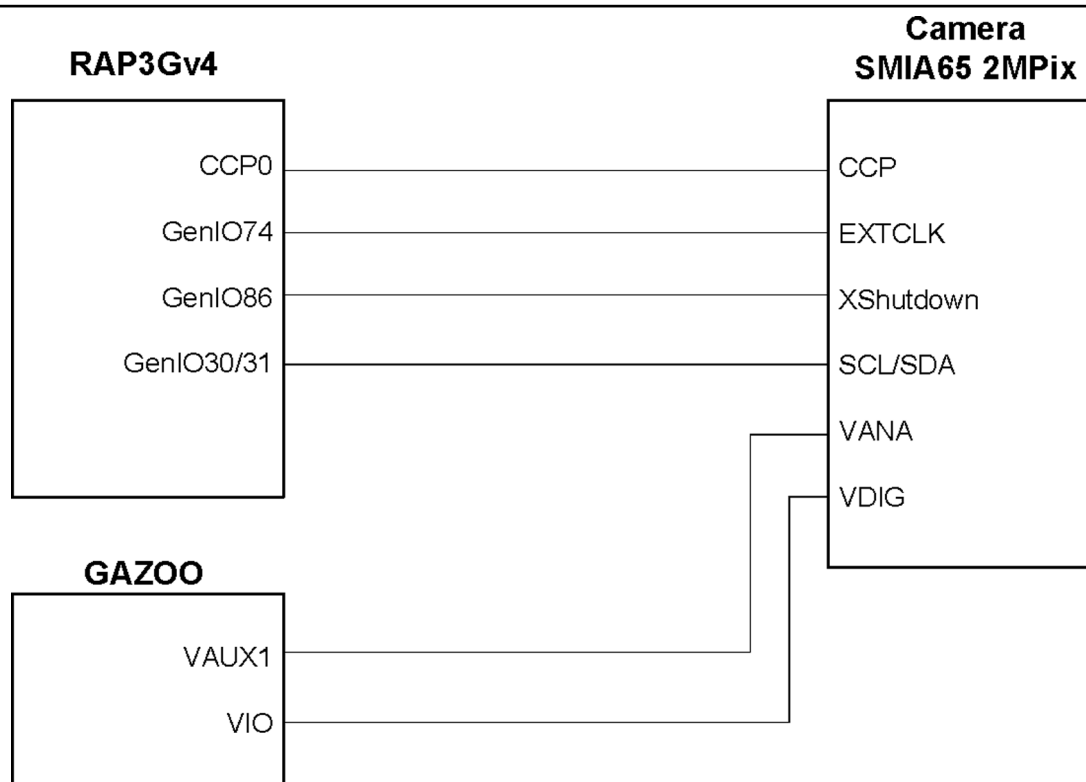 RAP3Gv4
Camera
SMIA65 2MPix
CCP0
CCP
GenIO74
EXTCLK
GenIO86
XShutdown
GenIO30/31
SCL/SDA
VANA
VDIG
GAZOO
VAUX1
VIO